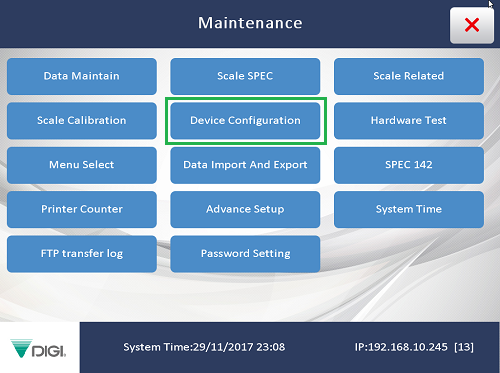 Maintenance
Data Maintain
Scale SPEC
Scale Related
Scale Calibration
Device Configuration
Hardware Test
Menu Select
Data Import And Export
SPEC 142
Printer Counter
Advance Setup
System Time
FTP transfer log
Password Setting
DIGI
System Time:29/11/2017 23:08
IP:192.168.10.245 [13]